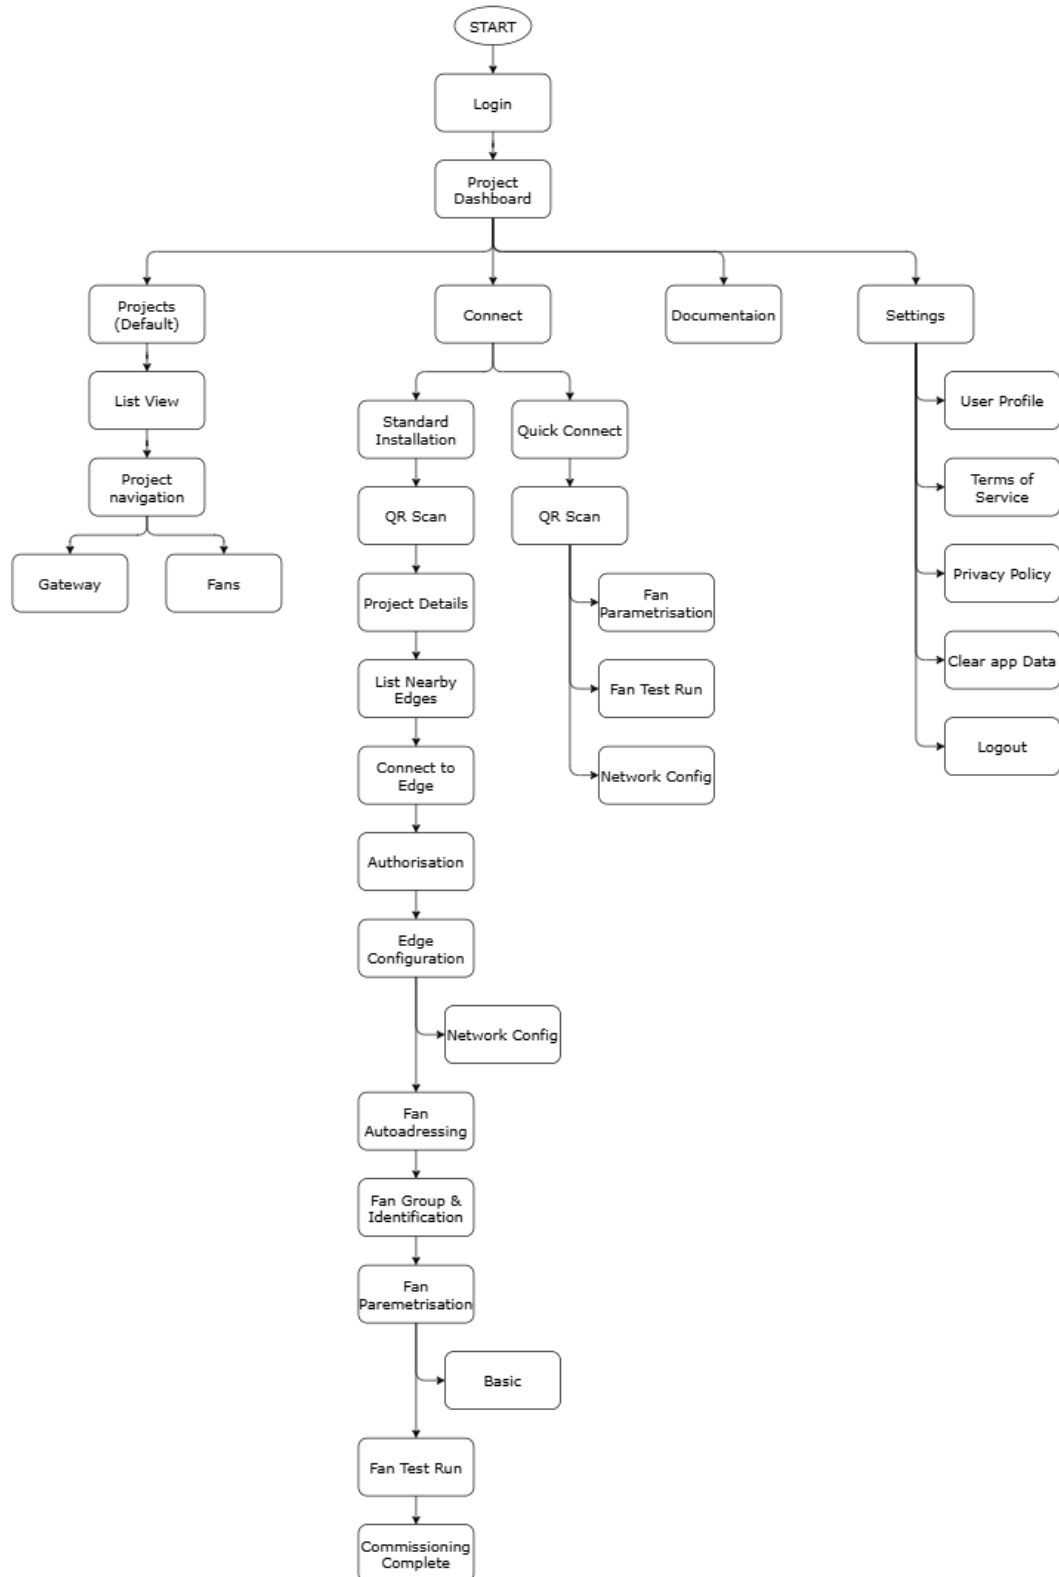 START
Login
Project
Dashboard
Projects
(Default)
Connect
Documentaion
Settings
List View
Standard
Installation
Quick Connect
User Profile
Project
navigation
QR Scan
QR Scan
Terms of
Service
Gateway
Fans
Project Details
Fan
Parametrisation
Privacy Policy
List Nearby
Edges
Fan Test Run
Clear app Data
Connect to
Edge
Network Config
Logout
Authorisation
Edge
Configuration
Network Config
Fan
Autoadressing
Fan Group &
Identification
Fan
Paremetrisation
Basic
Fan Test Run
Commissioning
Complete